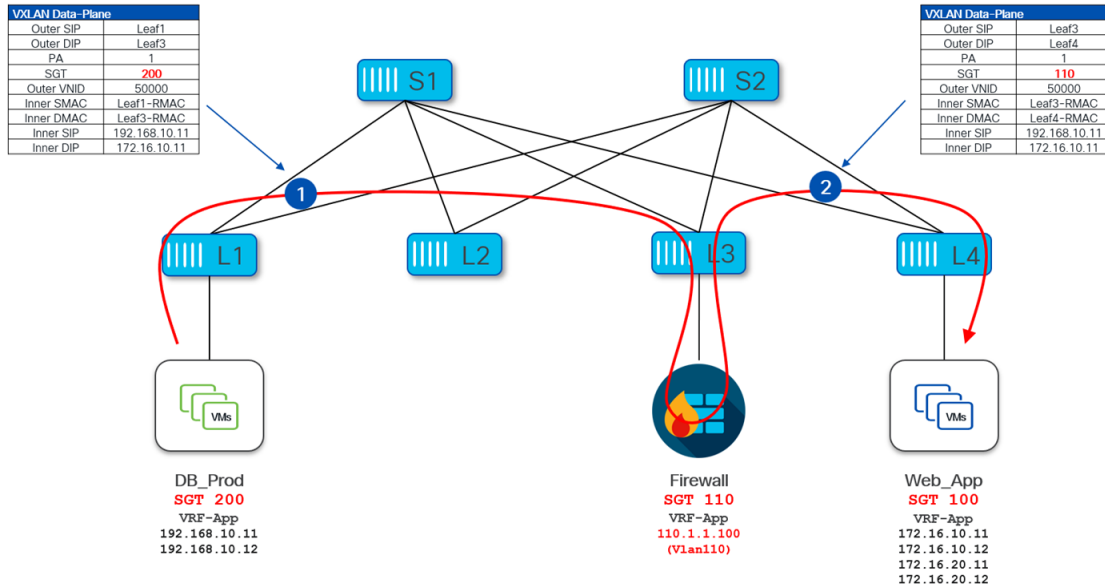 VXLAN Data-Plane
Outer SIP Leaf1
Outer DIP Leaf3
PA 1
SGT 200
Outer VNID 50000
Inner SMAC Leaf1-RMAC
Inner DMAC Leaf3-RMAC
Inner SIP 192.168.10.11
Inner DIP 172.16.10.11
VXLAN Data-Plane
Outer SIP Leaf3
Outer DIP Leaf4
PA 1
SGT 110
Outer VNID 50000
Inner SMAC Leaf3-RMAC
Inner DMAC Leaf4-RMAC
Inner SIP 192.168.10.11
Inner DIP 172.16.10.11
S1
S2
1
2
L1
L2
L3
L4
VMs
VMs
DB_Prod
SGT 200
VRF-App
192.168.10.11
192.168.10.12
Firewall
SGT 110
VRF-App
110.1.1.100
(Vlan110)
Web_App
SGT 100
VRF-App
172.16.10.11
172.16.10.12
172.16.20.11
172.16.20.12